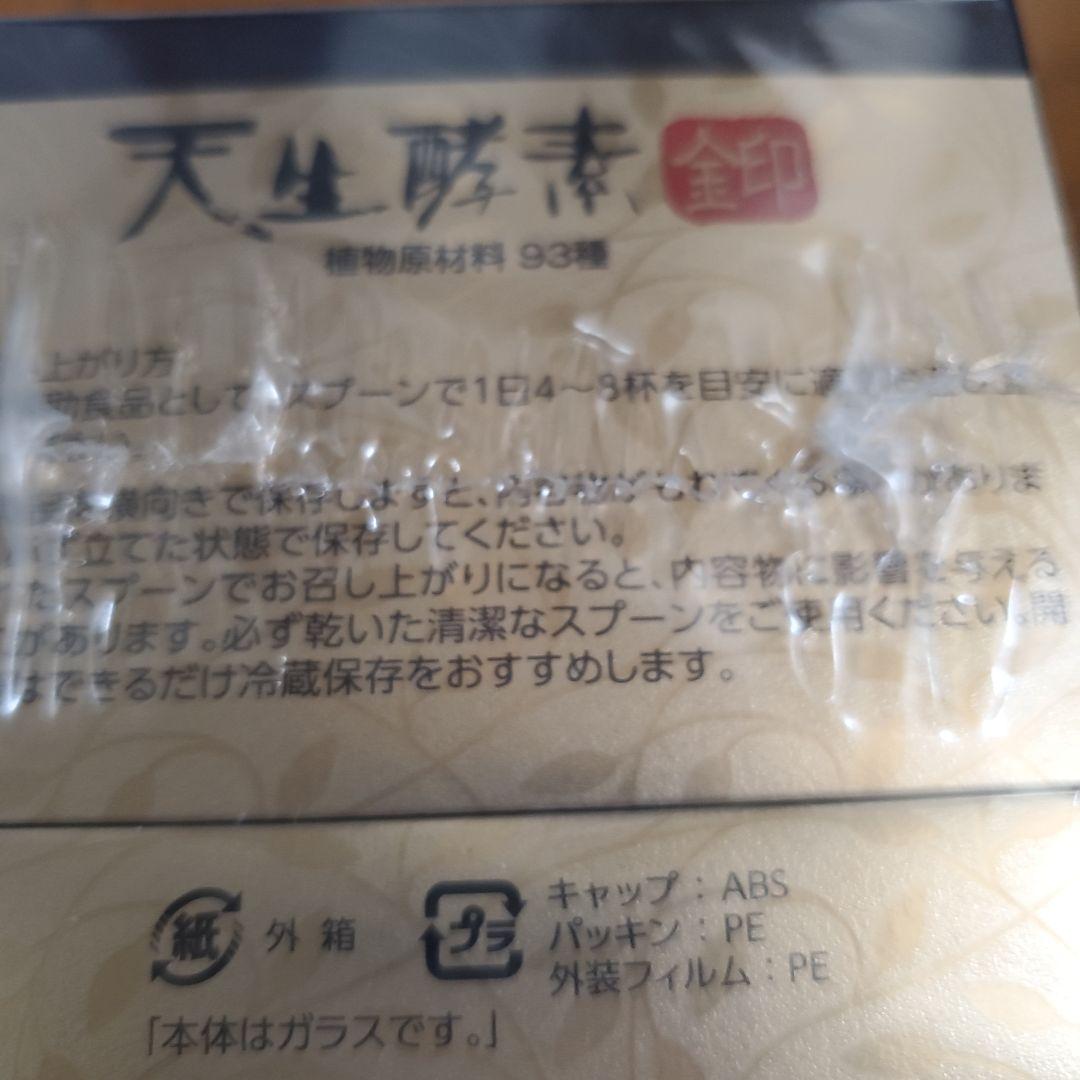 天生酵素 金印
植物原材料 93種
上がり方
助食品として、スプーンで1日4〜8杯を目安に
横向きで保存しますと、内容物が
立てた状態で保存してください。
たスプーンでお召し上がりになると、内容物に影響を与える
があります。必ず乾いた清潔なスプーンをご使用ください。開
はできるだけ冷蔵保存をおすすめします。
紙 外箱
プラ キャップ：ABS
パッキン：PE
外装フィルム：PE
「本体はガラスです。」